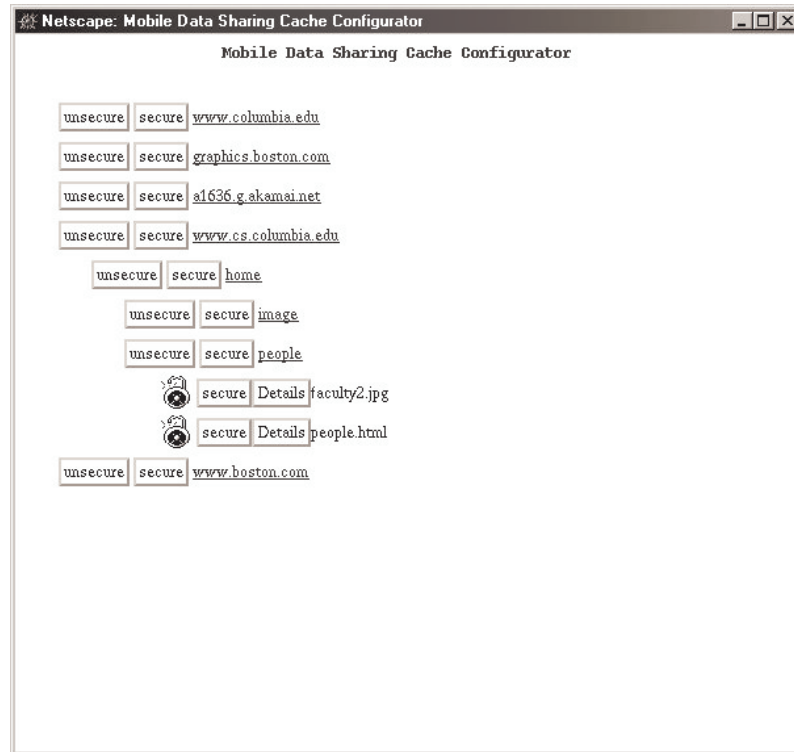 Netscape: Mobile Data Sharing Cache Configurator
Mobile Data Sharing Cache Configurator
unsecure secure www.columbia.edu
unsecure secure graphics.boston.com
unsecure secure a1636.g.akamai.net
unsecure secure www.cs.columbia.edu
unsecure secure home
unsecure secure image
unsecure secure people
secure Details faculty2.jpg
secure Details people.html
unsecure secure www.boston.com